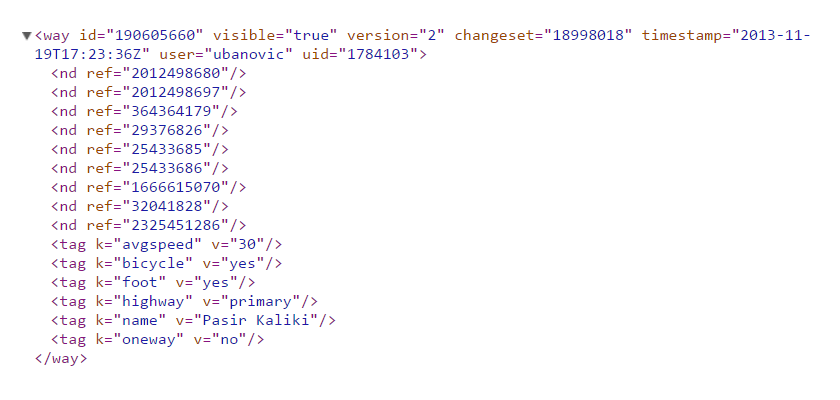 ▼<way id="190605660" visible="true" version="2" changeset="18998018" timestamp="2013-11-
19T17:23:36Z" user="ubanovic" uid="1784103">
<nd ref="2012498680"/>
<nd ref="2012498697"/>
<nd ref="364364179"/>
<nd ref="29376826"/>
<nd ref="25433685"/>
<nd ref="25433686"/>
<nd ref="1666615070"/>
<nd ref="32041828"/>
<nd ref="2325451286"/>
<tag k="avgspeed" v="30"/>
<tag k="bicycle" v="yes"/>
<tag k="foot" v="yes"/>
<tag k="highway" v="primary"/>
<tag k="name" v="Pasir Kaliki"/>
<tag k="oneway" v="no"/>
</way>